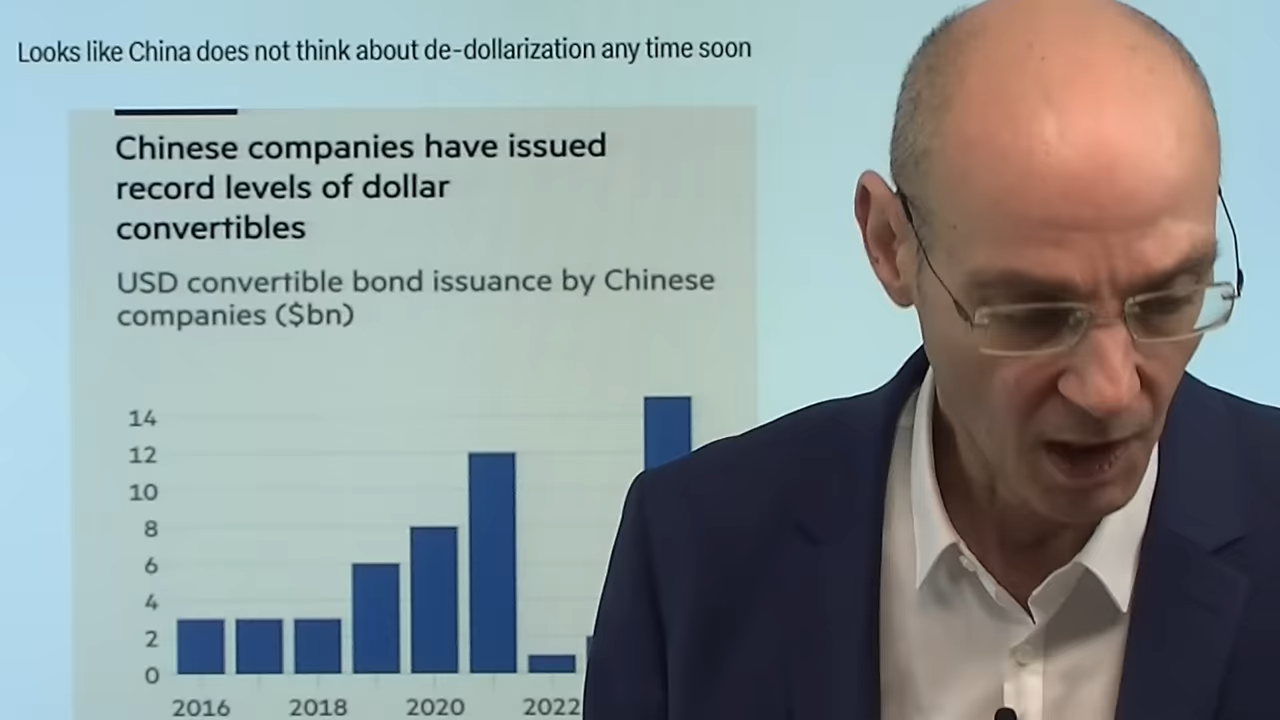 Looks like China does not think about de-dollarization any time soon
Chinese companies have issued
record levels of dollar
convertibles
USD convertible bond issuance by Chinese
companies ($bn)
14
12
10
8
6
4
2
0
2016 2018 2020 2022